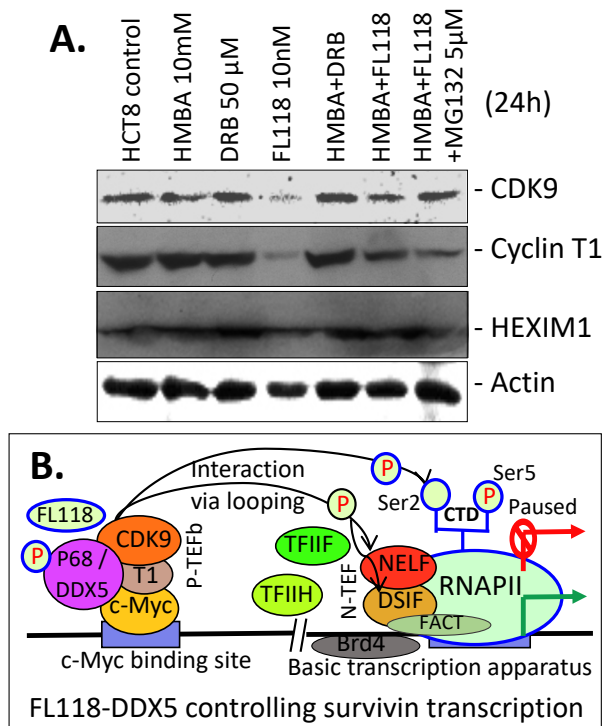 A.
HCT8 control
HMBA 10mM
DRB 50 µM
FL118 10nM
HMBA+DRB
HMBA+FL118
HMBA+FL118
+MG132 5µM
(24h)
- CDK9
- Cyclin T1
- HEXIM1
- Actin
B.
Interaction
via looping
FL118
P
P68 /
DDX5
CDK9
T1
c-Myc
P-TEFb
c-Myc binding site
TFIIF
TFIIH
N-TEF
P
P
NELF
DSIF
FACT
Brd4
RNAPII
Ser2
CTD
Ser5
P
Paused
Basic transcription apparatus
FL118-DDX5 controlling survivin transcription